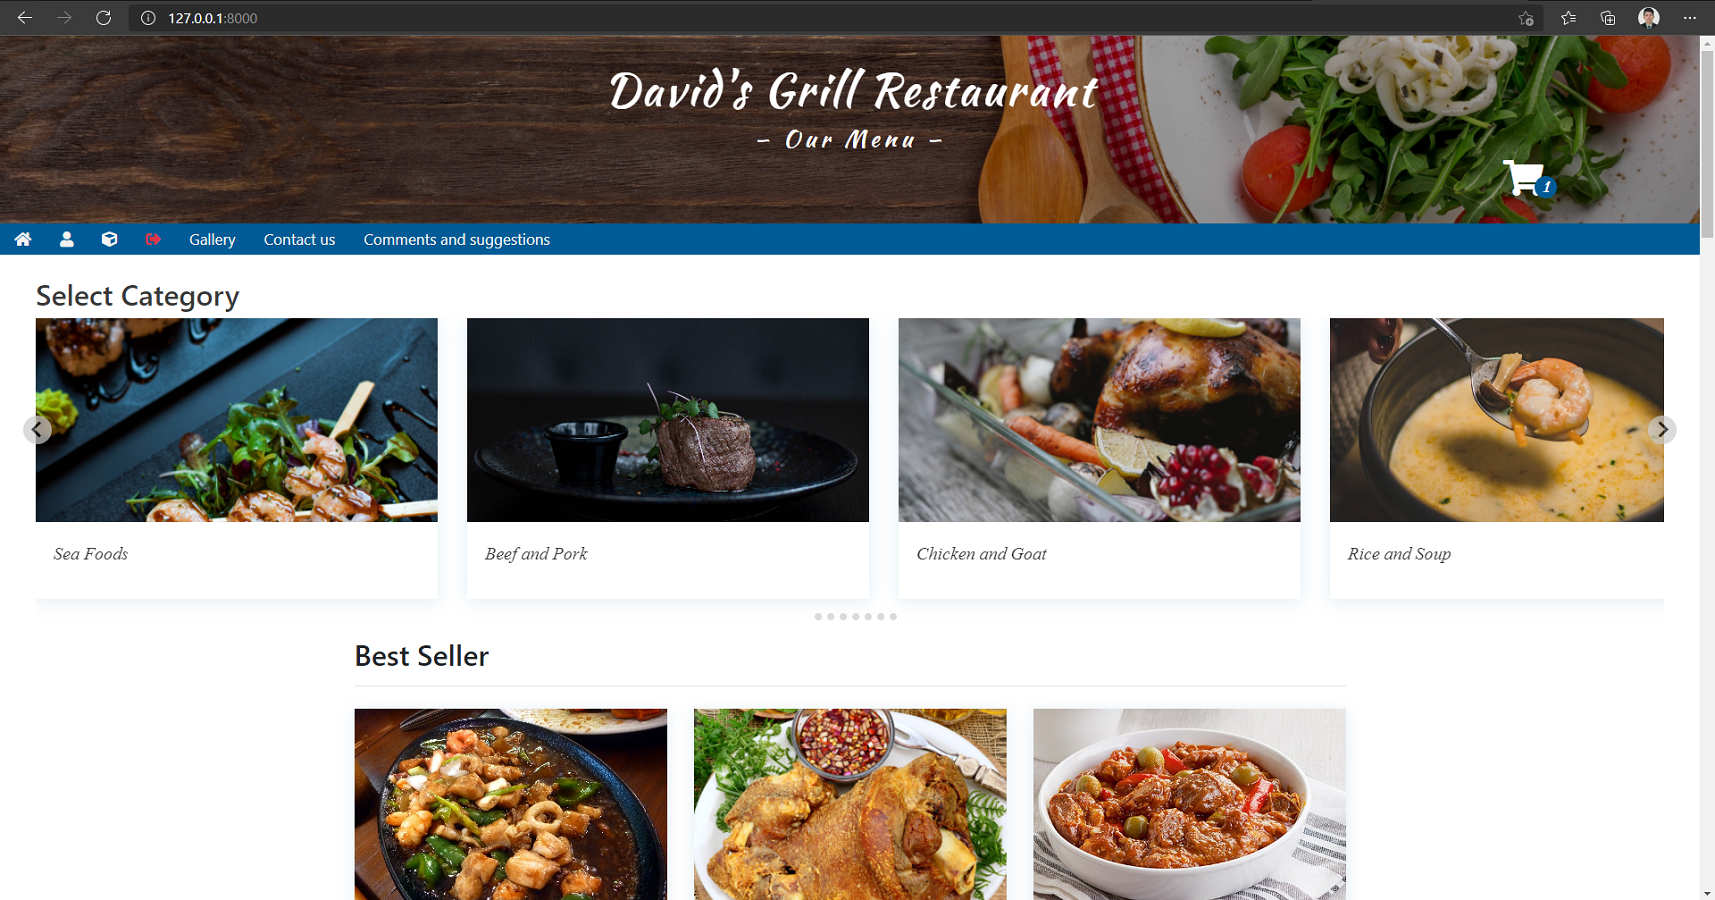 127.0.0.1:8000
David's Grill Restaurant
– Our Menu –
1
Gallery Contact us Comments and suggestions
Select Category
Sea Foods
Beef and Pork
Chicken and Goat
Rice and Soup
Best Seller